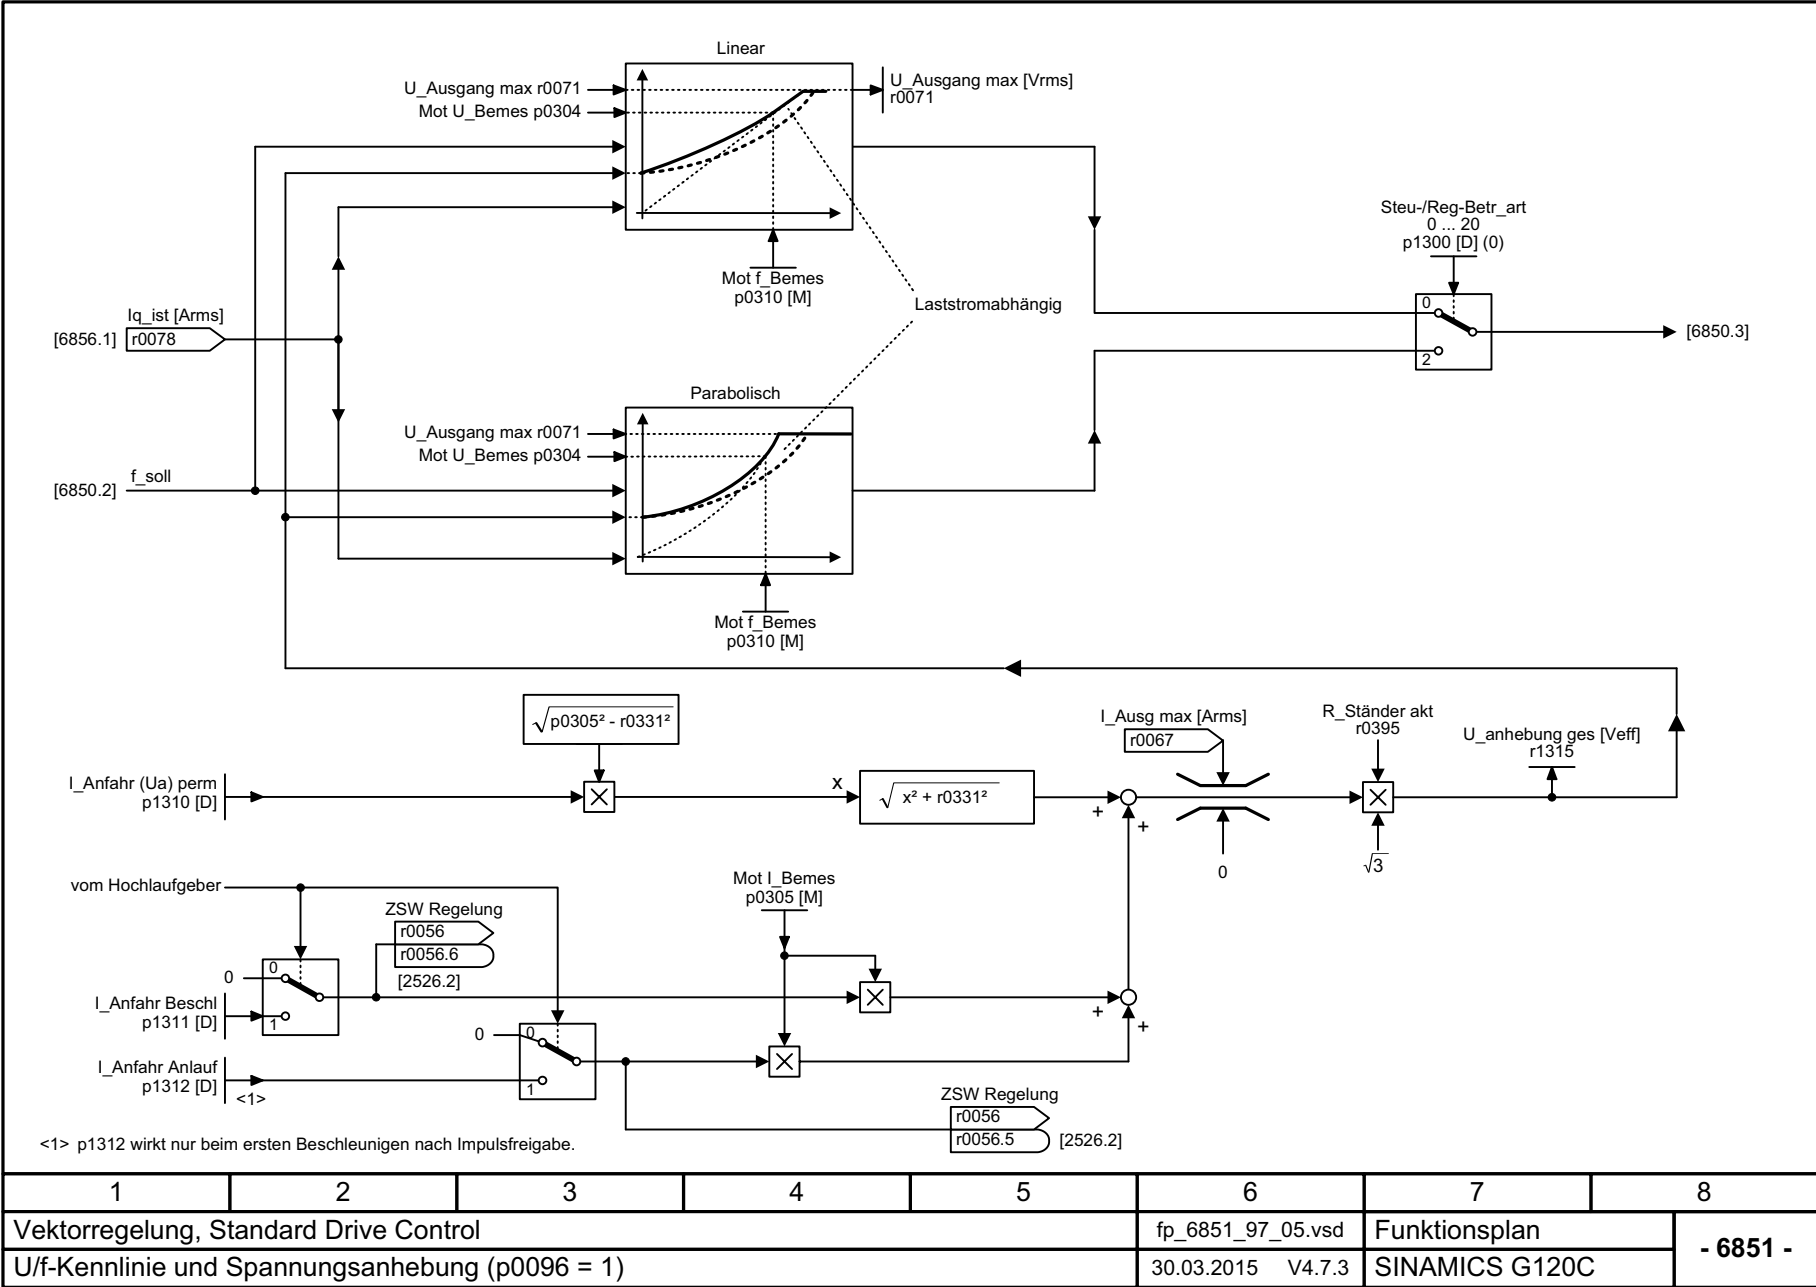 Linear
U_Ausgang max r0071
Mot U_Bemes p0304
U_Ausgang max [Vrms]
r0071
Mot f_Bemes
p0310 [M]
Steu-/Reg-Betr_art
0 ... 20
p1300 [D] (0)
0
2
[6850.3]
Laststromabhängig
Iq_ist [Arms]
[6856.1]
r0078
Parabolisch
U_Ausgang max r0071
Mot U_Bemes p0304
[6850.2]
f_soll
Mot f_Bemes
p0310 [M]
√p0305² - r0331²
I_Anfahr (Ua) perm
p1310 [D]
x
√ x² + r0331²
+
+
I_Ausg max [Arms]
r0067
0
R_Ständer akt
r0395
√3
U_anhebung ges [Veff]
r1315
vom Hochlaufgeber
ZSW Regelung
r0056
r0056.6
[2526.2]
Mot I_Bemes
p0305 [M]
0
0
1
I_Anfahr Beschl
p1311 [D]
+
+
0
0
1
I_Anfahr Anlauf
p1312 [D]
<1>
ZSW Regelung
r0056
r0056.5
[2526.2]
<1> p1312 wirkt nur beim ersten Beschleunigen nach Impulsfreigabe.
1 2 3 4 5 6 7 8
Vektorregelung, Standard Drive Control
fp_6851_97_05.vsd
Funktionsplan
- 6851 -
U/f-Kennlinie und Spannungsanhebung (p0096 = 1)
30.03.2015 V4.7.3
SINAMICS G120C